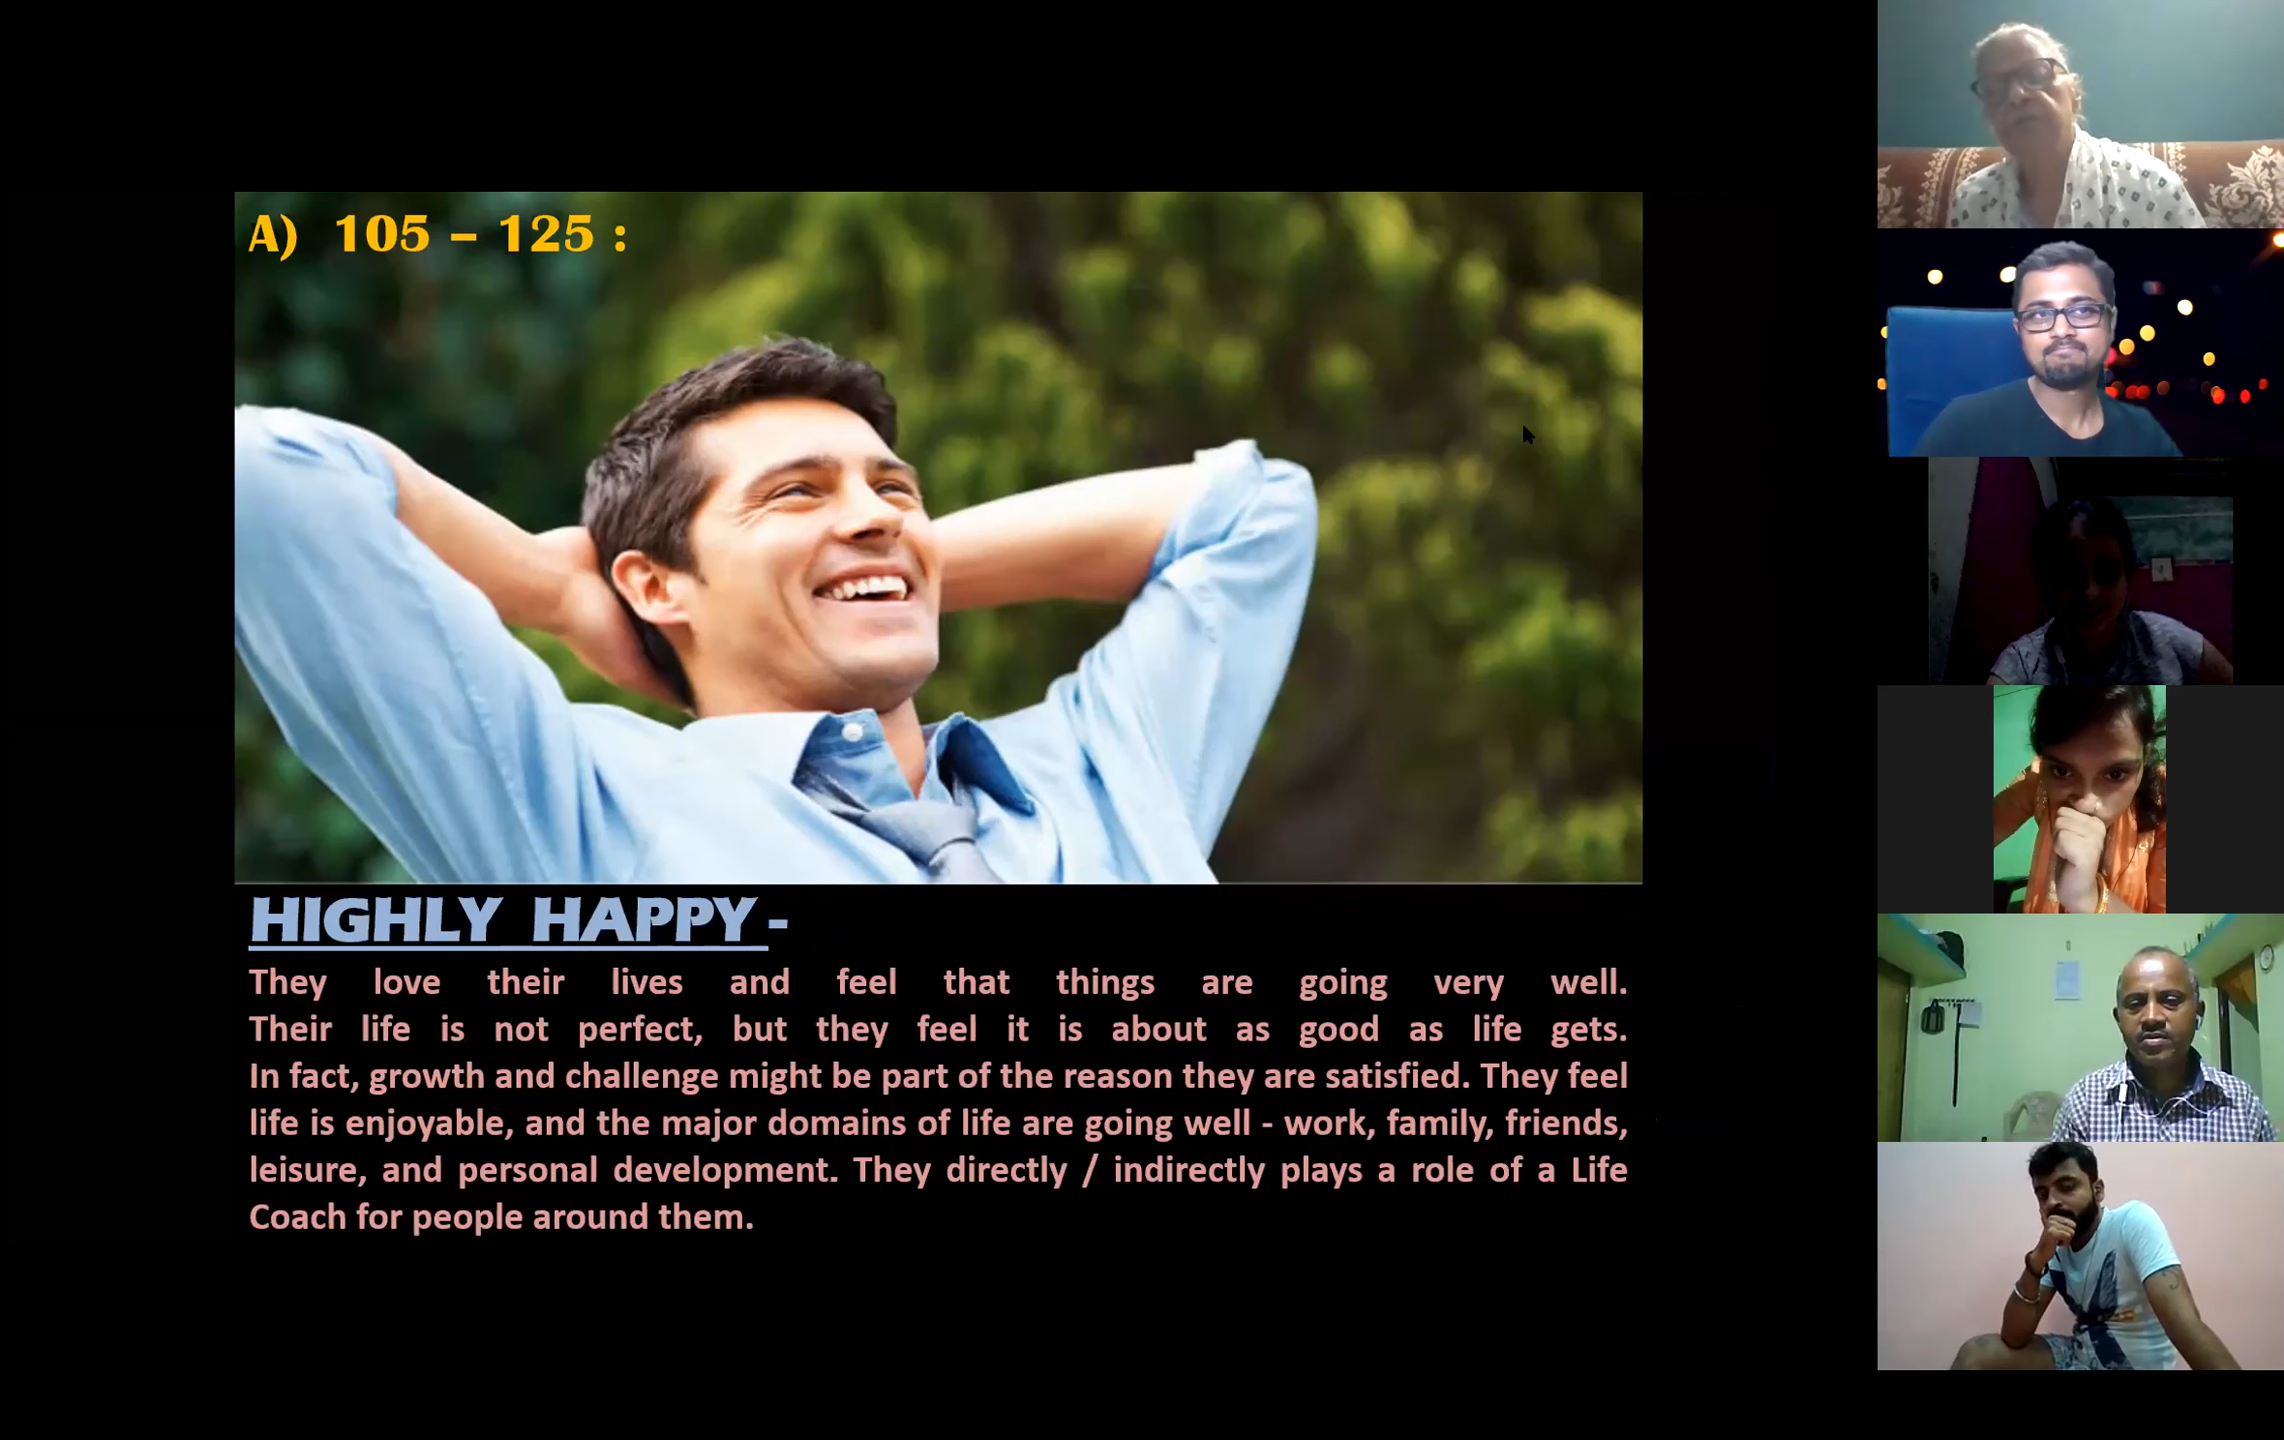 A) 105 – 125 :
HIGHLY HAPPY -
They love their lives and feel that things are going very well.
Their life is not perfect, but they feel it is about as good as life gets.
In fact, growth and challenge might be part of the reason they are satisfied. They feel
life is enjoyable, and the major domains of life are going well - work, family, friends,
leisure, and personal development. They directly / indirectly plays a role of a Life
Coach for people around them.